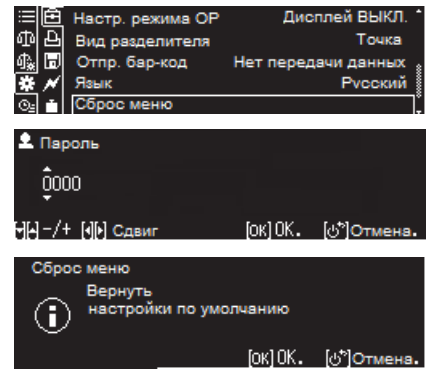 Настр. режима ОР Дисплей ВЫКЛ.
Вид разделителя Точка
Отпр. бар-код Нет передачи данных
Язык Русский
Сброс меню
Пароль
0000
−/+ Сдвиг [OK]OK. Отмена.
Сброс меню
Вернуть
настройки по умолчанию
[OK]OK. Отмена.